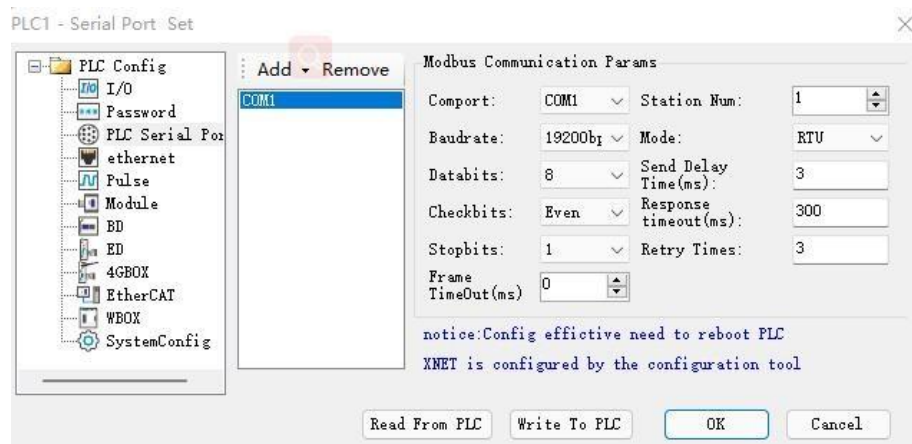 PLC1 - Serial Port Set
PLC Config
I/O
Password
PLC Serial Por
ethernet
Pulse
Module
BD
ED
4GBOX
EtherCAT
WBOX
SystemConfig
Add Remove
COM1
Modbus Communication Params
Comport: COM1 Station Num: 1
Baudrate: 19200bp Mode: RTU
Databits: 8 Send Delay Time(ms): 3
Checkbits: Even Response timeout(ms): 300
Stopbits: 1 Retry Times: 3
Frame TimeOut(ms) 0
notice:Config effictive need to reboot PLC
XNET is configured by the configuration tool
Read From PLC Write To PLC OK Cancel